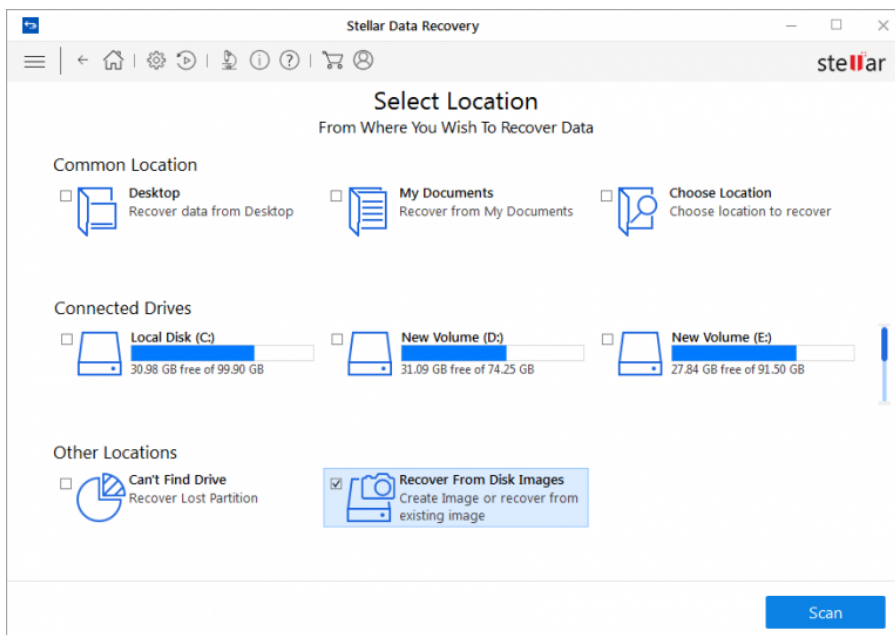 Stellar Data Recovery
stellar
Select Location
From Where You Wish To Recover Data
Common Location
Desktop
Recover data from Desktop
My Documents
Recover from My Documents
Choose Location
Choose location to recover
Connected Drives
Local Disk (C:)
30.98 GB free of 99.90 GB
New Volume (D:)
31.09 GB free of 74.25 GB
New Volume (E:)
27.84 GB free of 91.50 GB
Other Locations
Can't Find Drive
Recover Lost Partition
Recover From Disk Images
Create Image or recover from
existing image
Scan